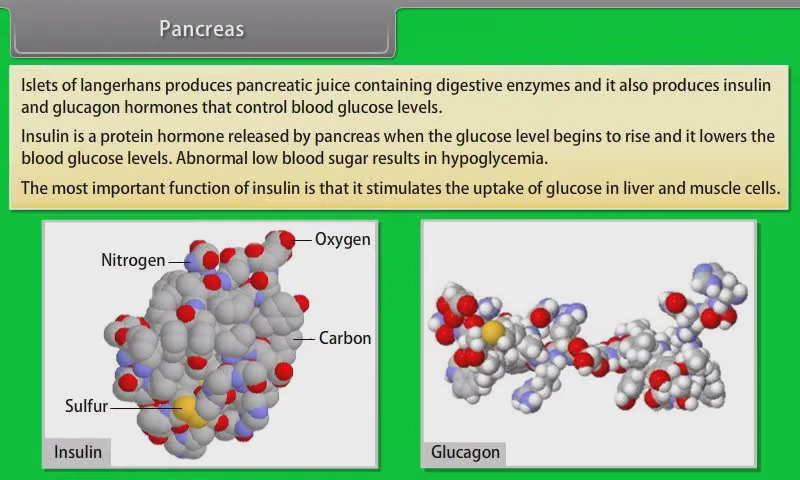 Pancreas
Islets of langerhans produces pancreatic juice containing digestive enzymes and it also produces insulin
and glucagon hormones that control blood glucose levels.
Insulin is a protein hormone released by pancreas when the glucose level begins to rise and it lowers the
blood glucose levels. Abnormal low blood sugar results in hypoglycemia.
The most important function of insulin is that it stimulates the uptake of glucose in liver and muscle cells.
Oxygen
Nitrogen
Carbon
Sulfur
Insulin
Glucagon